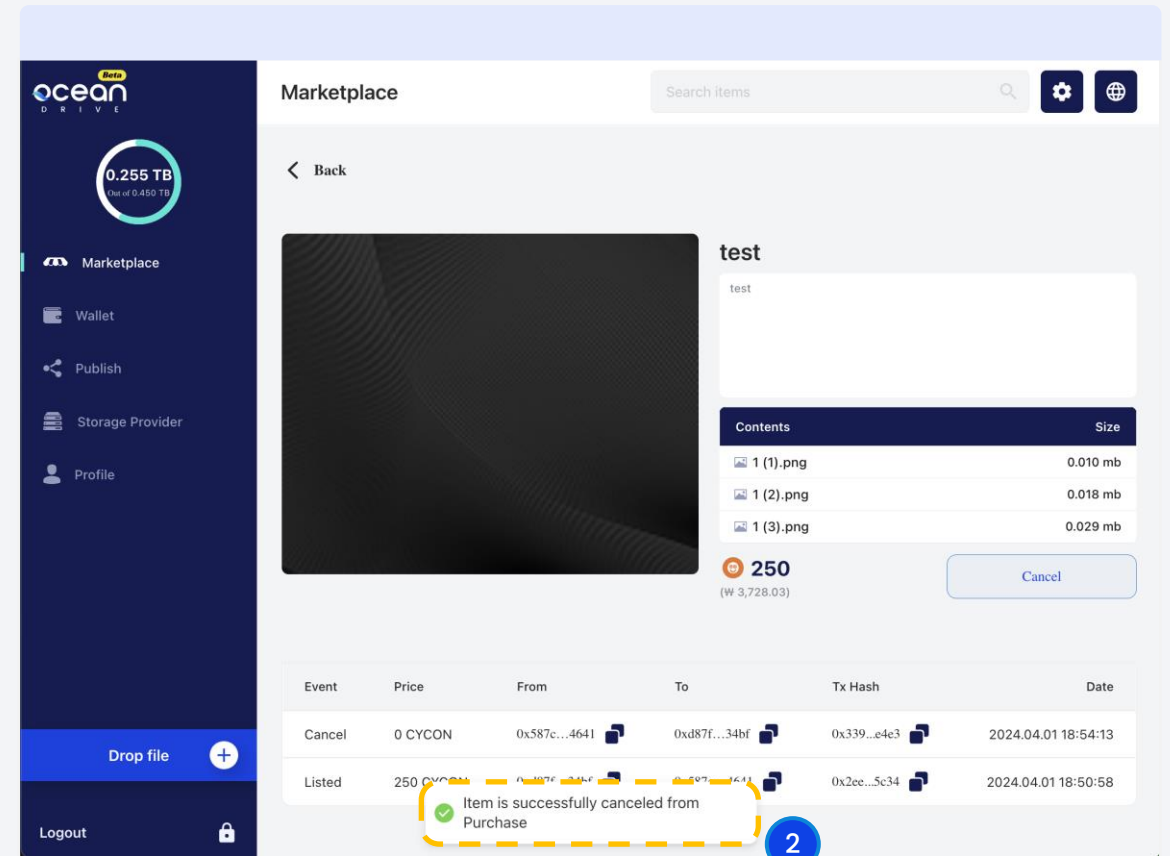 Beta
ocean
DRIVE
Marketplace
Search items
0.255 TB
Out of 0.450 TB
Back
Marketplace
Wallet
Publish
Storage Provider
Profile
Drop file
Logout
test
test
Contents Size
1 (1).png 0.010 mb
1 (2).png 0.018 mb
1 (3).png 0.029 mb
250
(₩ 3,728.03)
Cancel
Event Price From To Tx Hash Date
Cancel 0 CYCON 0x587c...4641 0xd87f...34bf 0x339...e4e3 2024.04.01 18:54:13
Listed 250 CYCON 0x2ee...5c34 2024.04.01 18:50:58
Item is successfully canceled from
Purchase
2